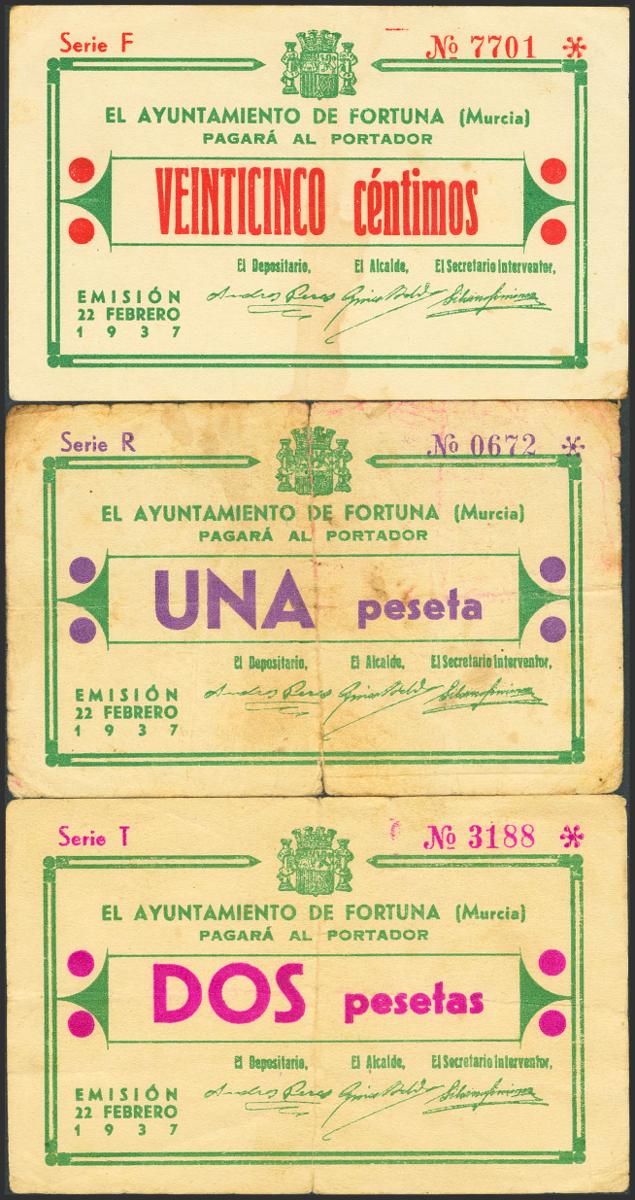 Serie F
№ 7701 *
EL AYUNTAMIENTO DE FORTUNA (Murcia)
PAGARÁ AL PORTADOR
VEINTICINCO céntimos
El Depositario, El Alcalde, El Secretario Interventor,
EMISIÓN
22 FEBRERO
1937
Serie R
№ 0672 *
EL AYUNTAMIENTO DE FORTUNA (Murcia)
PAGARÁ AL PORTADOR
UNA peseta
El Depositario, El Alcalde, El Secretario Interventor,
EMISIÓN
22 FEBRERO
1937
Serie T
№ 3188 *
EL AYUNTAMIENTO DE FORTUNA (Murcia)
PAGARÁ AL PORTADOR
DOS pesetas
El Depositario, El Alcalde, El Secretario Interventor,
EMISIÓN
22 FEBRERO
1937